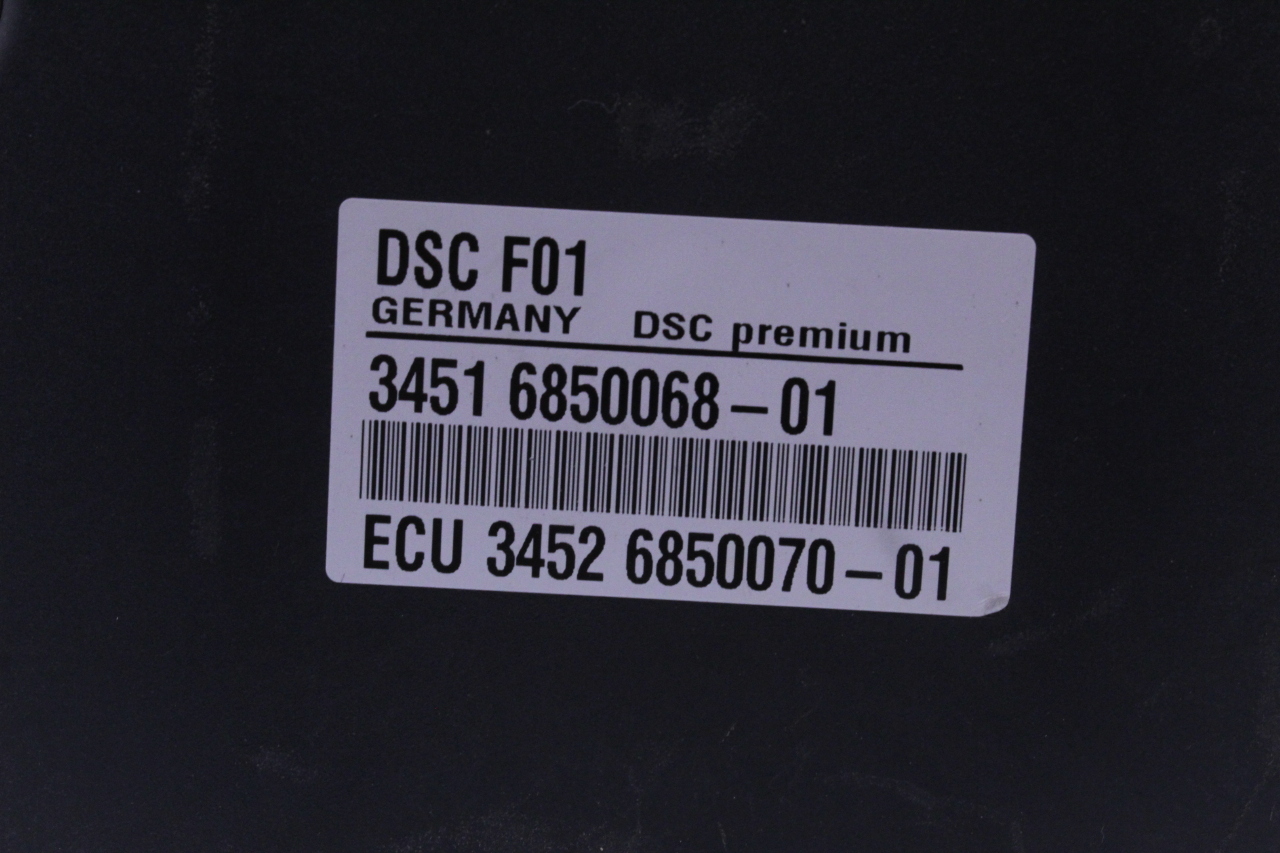 DSC F01
GERMANY DSC premium
3451 6850068-01
ECU 3452 6850070-01